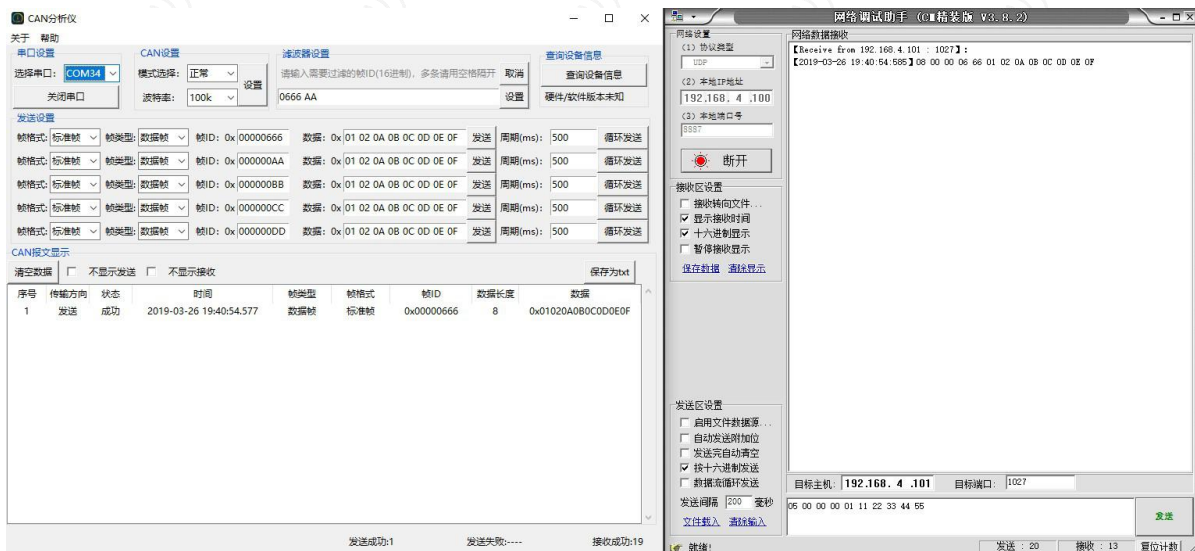 CAN分析仪
关于 帮助
串口设置
选择串口: COM34
关闭串口
CAN设置
模式选择: 正常
波特率: 100k
设置
滤波器设置
请输入需要过滤的帧ID(16进制), 多条请用空格隔开 取消
0666 AA 设置
查询设备信息
查询设备信息
硬件/软件版本未知
发送设置
帧格式: 标准帧 帧类型: 数据帧 帧ID: 0x 00000666 数据: 0x 01 02 0A 0B 0C 0D 0E 0F 发送 周期(ms): 500 循环发送
帧格式: 标准帧 帧类型: 数据帧 帧ID: 0x 000000AA 数据: 0x 01 02 0A 0B 0C 0D 0E 0F 发送 周期(ms): 500 循环发送
帧格式: 标准帧 帧类型: 数据帧 帧ID: 0x 000000BB 数据: 0x 01 02 0A 0B 0C 0D 0E 0F 发送 周期(ms): 500 循环发送
帧格式: 标准帧 帧类型: 数据帧 帧ID: 0x 000000CC 数据: 0x 01 02 0A 0B 0C 0D 0E 0F 发送 周期(ms): 500 循环发送
帧格式: 标准帧 帧类型: 数据帧 帧ID: 0x 000000DD 数据: 0x 01 02 0A 0B 0C 0D 0E 0F 发送 周期(ms): 500 循环发送
CAN报文显示
清空数据 不显示发送 不显示接收 保存为txt
序号 传输方向 状态 时间 帧类型 帧格式 帧ID 数据长度 数据
1 发送 成功 2019-03-26 19:40:54.577 数据帧 标准帧 0x00000666 8 0x01020A0B0C0D0E0F
发送成功:1 发送失败:---- 接收成功:19
网络调试助手 (C■精装版 V3.8.2)
网络设置
(1) 协议类型
UDP
(2) 本地IP地址
192.168. 4 .100
(3) 本地端口号
8887
断开
接收区设置
接收转向文件...
显示接收时间
十六进制显示
暂停接收显示
保存数据 清除显示
网络数据接收
【Receive from 192.168.4.101 : 1027】:
【2019-03-26 19:40:54:585】08 00 00 06 66 01 02 0A 0B 0C 0D 0E 0F
发送区设置
启用文件数据源...
自动发送附加位
发送完自动清空
按十六进制发送
数据流循环发送
发送间隔 200 毫秒
文件载入 清除输入
目标主机: 192.168. 4 .101 目标端口: 1027
05 00 00 00 01 11 22 33 44 55
发送
就绪! 发送 : 20 接收 : 13 复位计数